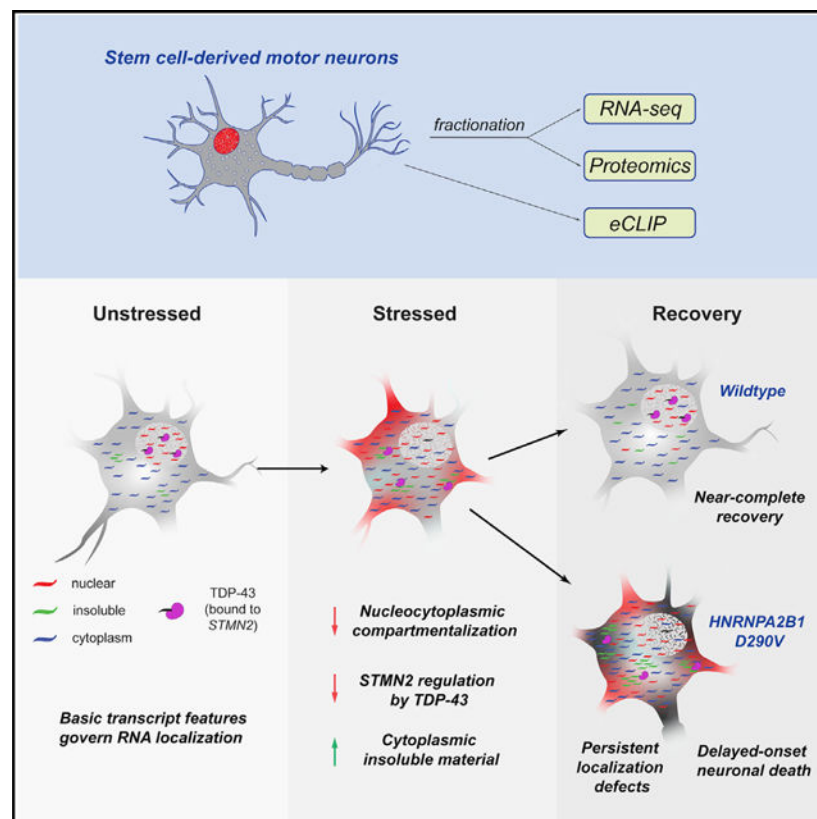 Stem cell-derived motor neurons
fractionation
RNA-seq
Proteomics
eCLIP
Unstressed
nuclear
insoluble
cytoplasm
TDP-43
(bound to
STMN2)
Basic transcript features
govern RNA localization
Stressed
Nucleocytoplasmic
compartmentalization
STMN2 regulation
by TDP-43
Cytoplasmic
insoluble material
Recovery
Wildtype
Near-complete
recovery
HNRNPA2B1
D290V
Persistent
localization
defects
Delayed-onset
neuronal death